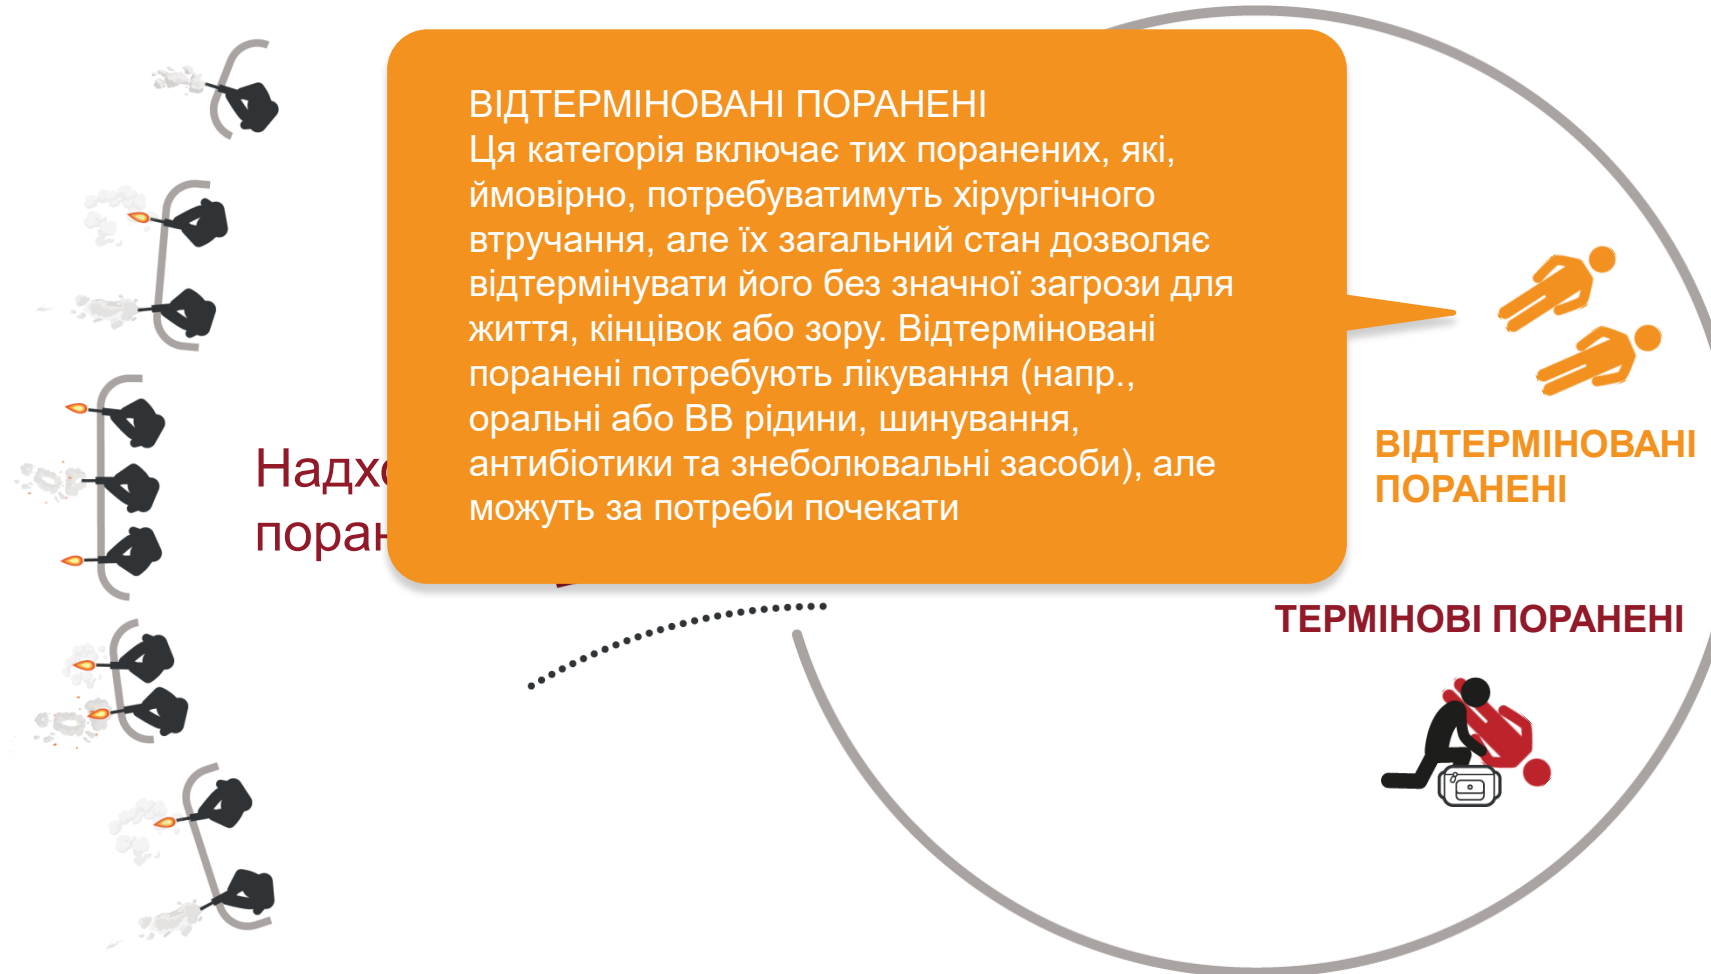 ВІДТЕРМІНОВАНІ ПОРАНЕНІ
Ця категорія включає тих поранених, які,
ймовірно, потребуватимуть хірургічного
втручання, але їх загальний стан дозволяє
відтермінувати його без значної загрози для
життя, кінцівок або зору. Відтерміновані
поранені потребують лікування (напр.,
оральні або ВВ рідини, шинування,
антибіотики та знеболювальні засоби), але
можуть за потреби почекати
ВІДТЕРМІНОВАНІ
ПОРАНЕНІ
ТЕРМІНОВІ ПОРАНЕНІ